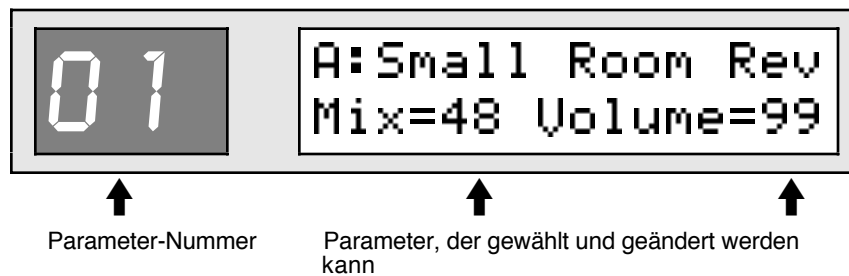 01
A:Small Room Rev
Mix=48 Volume=99
Parameter-Nummer
Parameter, der gewählt und geändert werden
kann